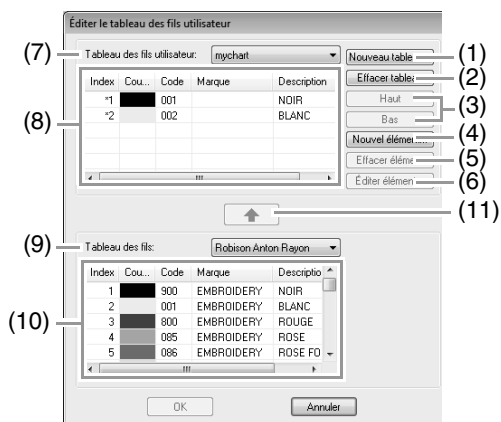 Éditer le tableau des fils utilisateur
(7) Tableau des fils utilisateur: mychart Nouveau table (1)
Effacer tablea (2)
Index Cou... Code Marque Description
*1 001 NOIR
*2 002 BLANC
(8)
Haut
Bas
(3)
Nouvel élémen (4)
Effacer éléme (5)
Éditer élémen (6)
(11)
(9) Tableau des fils: Robison Anton Rayon
Index Cou... Code Marque Descriptio
1 900 EMBROIDERY NOIR
2 001 BLANC EMBROIDERY
3 800 EMBROIDERY ROUGE
4 085 EMBROIDERY ROSE
5 086 EMBROIDERY ROSE FO
(10)
OK Annuler